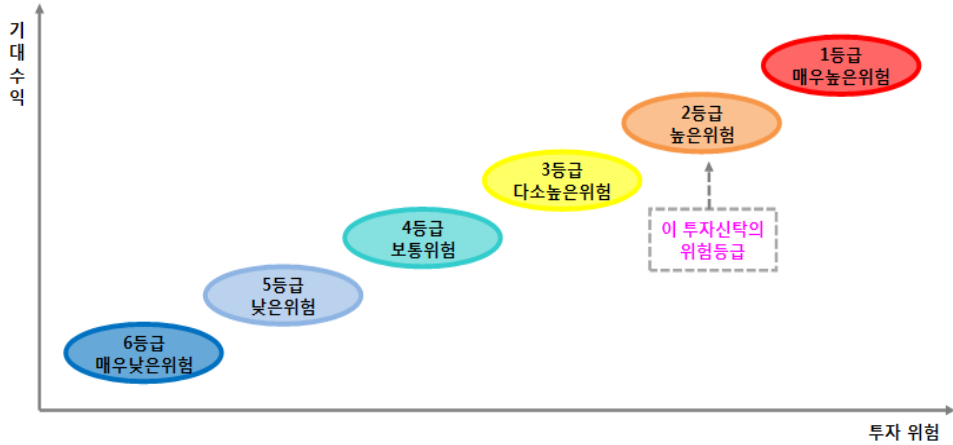 기
대
수
익
1등급
매우높은위험
2등급
높은위험
3등급
다소높은위험
이 투자신탁의
위험등급
4등급
보통위험
5등급
낮은위험
6등급
매우낮은위험
투자 위험